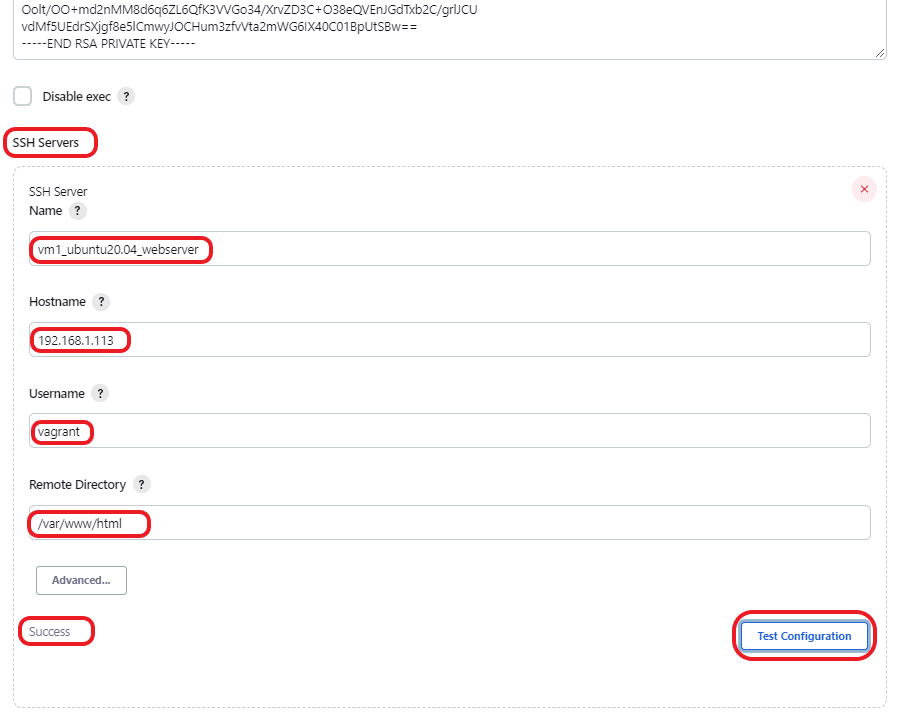 Oolt/OO+md2nMM8d6q6ZL6QfK3VVGo34/XrvZD3C+O38eQVEnJGdTxb2C/grlJCU
vdMf5UEdrSXjgf8e5lCmwyJOCHum3zfvVta2mWG6IX40C01BpUtSBw==
-----END RSA PRIVATE KEY-----
Disable exec ?
SSH Servers
SSH Server
Name ?
vm1_ubuntu20.04_webserver
Hostname ?
192.168.1.113
Username ?
vagrant
Remote Directory ?
/var/www/html
Advanced...
Success
Test Configuration